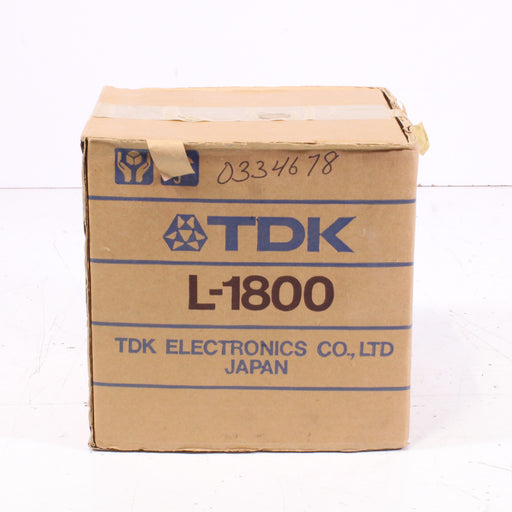 0334678
TDK
L-1800
TDK ELECTRONICS CO., LTD
JAPAN